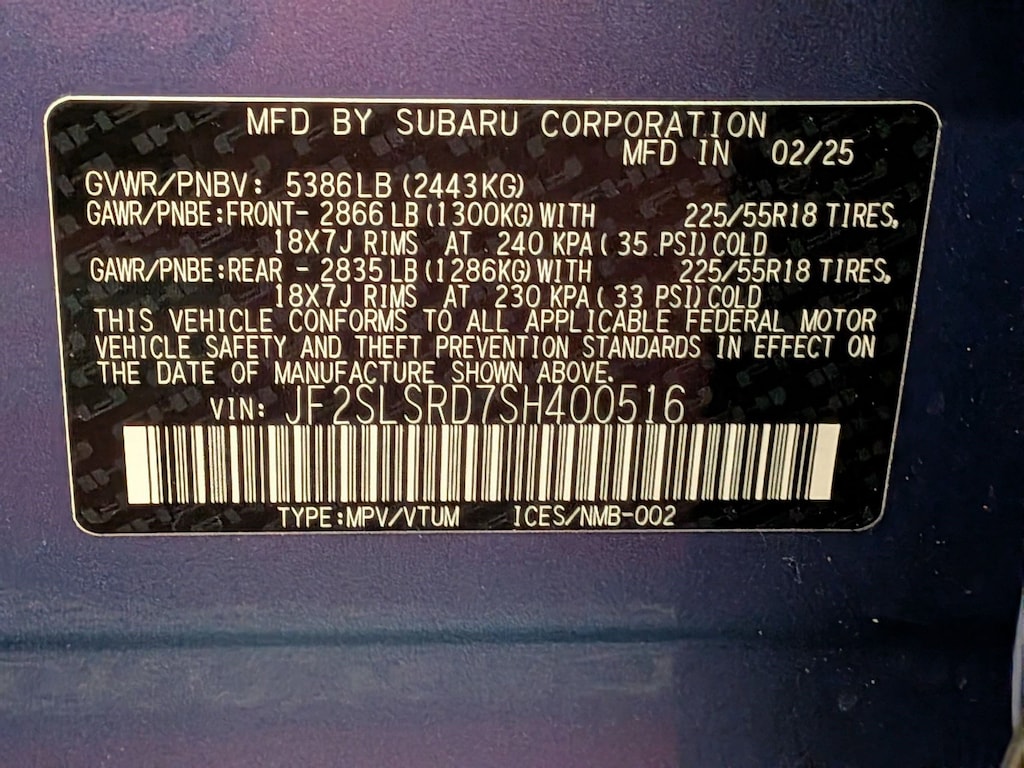 MFD BY SUBARU CORPORATION
MFD IN 02/25
GVWR/PNBV: 5386LB (2443KG)
GAWR/PNBE:FRONT- 2866 LB (1300KG) WITH 225/55R18 TIRES,
18X7J RIMS AT 240 KPA ( 35 PSI) COLD
GAWR/PNBE:REAR - 2835 LB (1286KG) WITH 225/55R18 TIRES,
18X7J RIMS AT 230 KPA ( 33 PSI) COLD
THIS VEHICLE CONFORMS TO ALL APPLICABLE FEDERAL MOTOR
VEHICLE SAFETY AND THEFT PREVENTION STANDARDS IN EFFECT ON
THE DATE OF MANUFACTURE SHOWN ABOVE.
VIN: JF2SLSRD7SH400516
TYPE:MPV/VTUM ICES/NMB-002